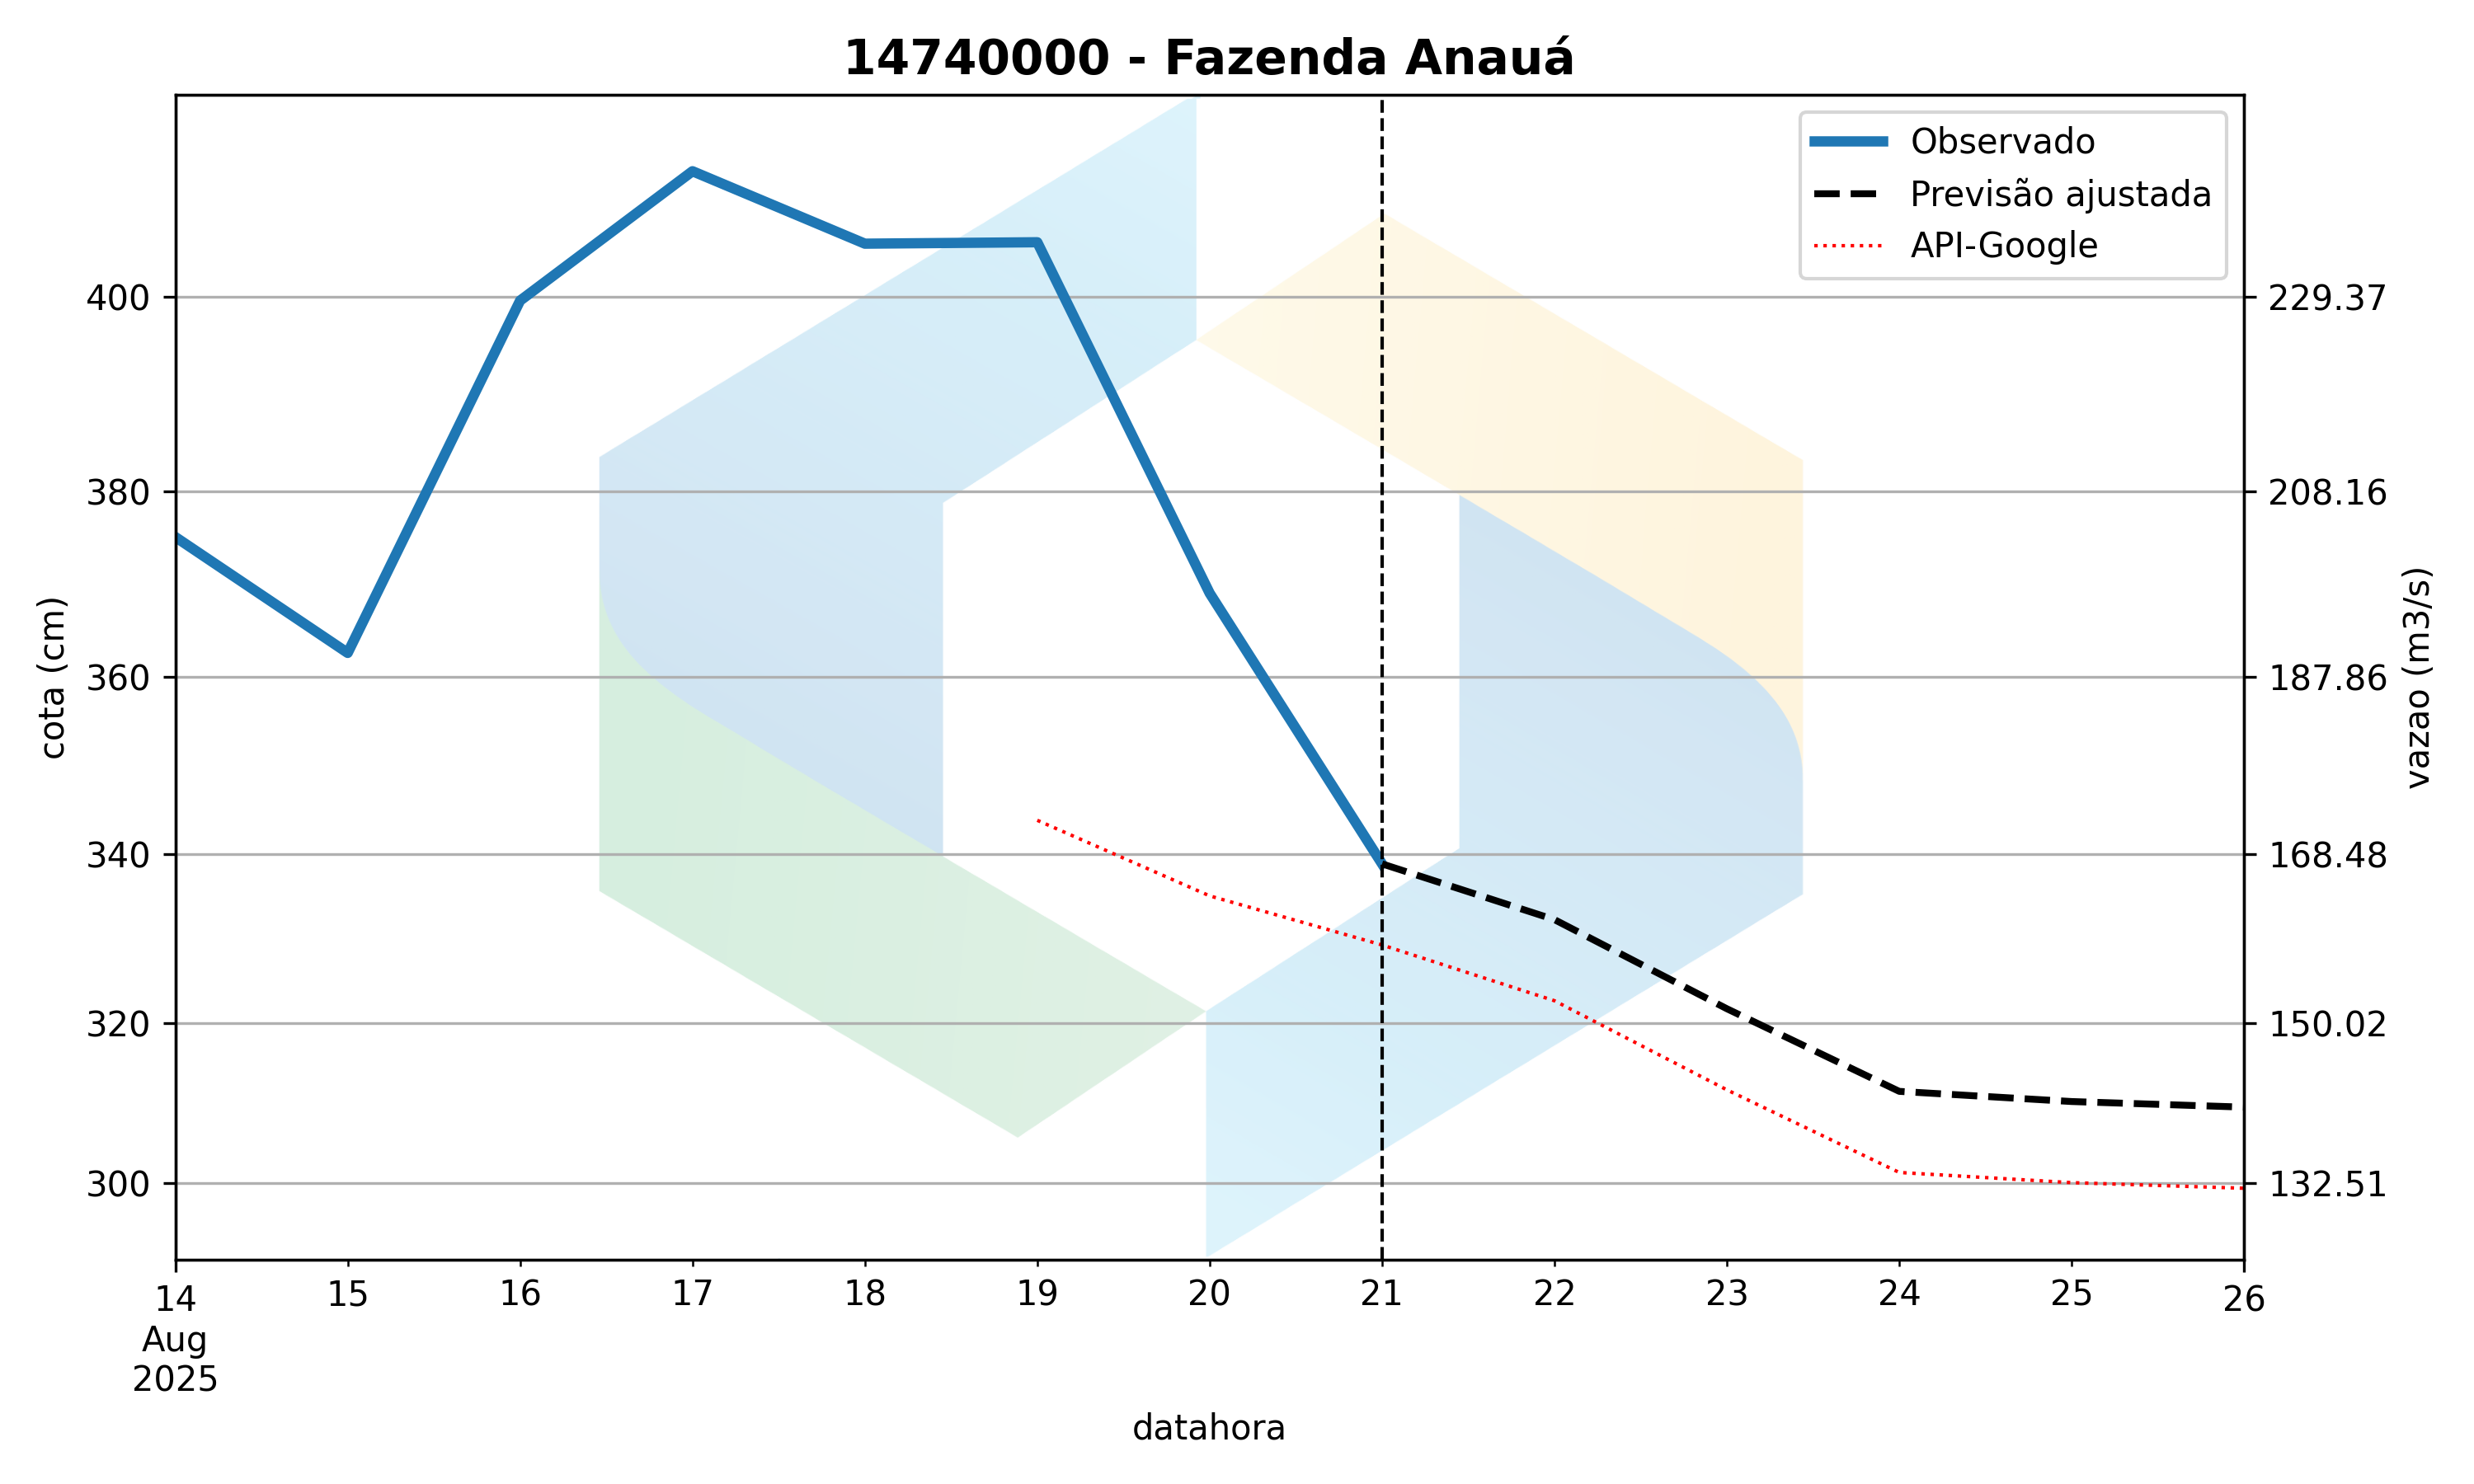 14740000 - Fazenda Anauá
Observado
Previsão ajustada
API-Google
400
380
360
340
320
300
cota (cm)
229.37
208.16
187.86
168.48
150.02
132.51
vazao (m3/s)
14 15 16 17 18 19 20 21 22 23 24 25 26
Aug
2025
datahora